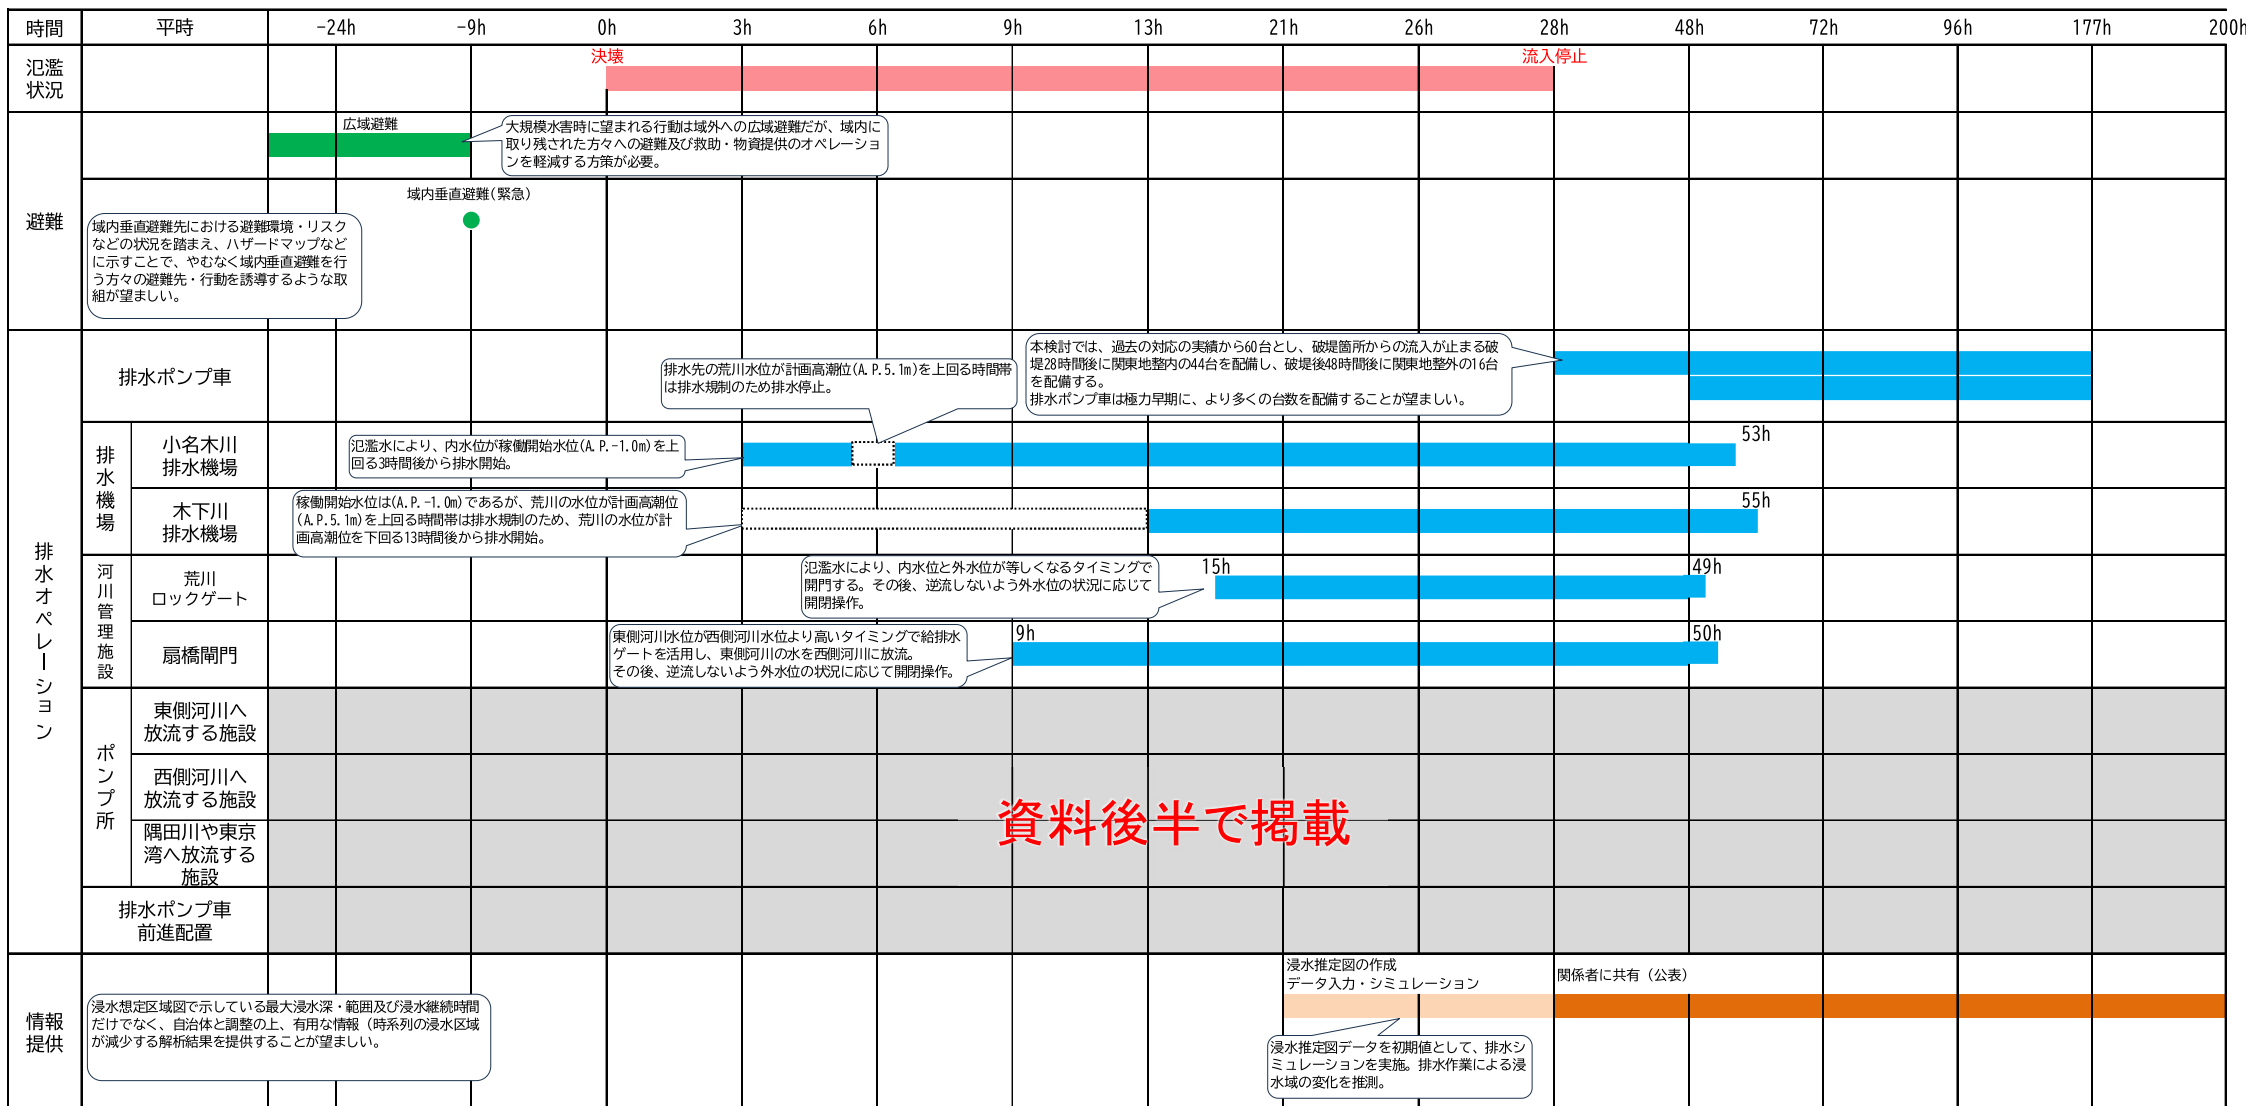 時間
平時
-24h
-9h
0h
3h
6h
9h
13h
21h
26h
28h
48h
72h
96h
177h
200h
氾濫
状況
決壊
流入停止
避難
広域避難
大規模水害時に望まれる行動は域外への広域避難だが、域内に
取り残された方々への避難及び救助・物資提供のオペレーショ
ンを軽減する方策が必要。
域内垂直避難(緊急)
域内垂直避難先における避難環境・リスク
などの状況を踏まえ、ハザードマップなど
に示すことで、やむなく域内垂直避難を行
う方々の避難先・行動を誘導するような取
組が望ましい。
排水オペレーション
排水ポンプ車
排水先の荒川水位が計画高潮位(A.P.5.1m)を上回る時間帯
は排水規制のため排水停止。
本検討では、過去の対応の実績から60台とし、破堤箇所からの流入が止まる破
堤28時間後に関東地整内の44台を配備し、破堤後48時間後に関東地整外の16台
を配備する。
排水ポンプ車は極力早期に、より多くの台数を配備することが望ましい。
排水機場
小名木川
排水機場
氾濫水により、内水位が稼働開始水位(A.P.-1.0m)を上
回る3時間後から排水開始。
53h
木下川
排水機場
稼働開始水位は(A.P.-1.0m)であるが、荒川の水位が計画高潮位
(A.P.5.1m)を上回る時間帯は排水規制のため、荒川の水位が計
画高潮位を下回る13時間後から排水開始。
55h
河川管理施設
荒川
ロックゲート
氾濫水により、内水位と外水位が等しくなるタイミングで
開門する。その後、逆流しないよう外水位の状況に応じて
開閉操作。
15h
49h
扇橋閘門
東側河川水位が西側河川水位より高いタイミングで給排水
ゲートを活用し、東側河川の水を西側河川に放流。
その後、逆流しないよう外水位の状況に応じて開閉操作。
9h
50h
ポンプ所
東側河川へ
放流する施設
西側河川へ
放流する施設
隅田川や東京
湾へ放流する
施設
資料後半で掲載
排水ポンプ車
前進配置
情報
提供
浸水想定区域図で示している最大浸水深・範囲及び浸水継続時間
だけでなく、自治体と調整の上、有用な情報（時系列の浸水区域
が減少する解析結果を提供することが望ましい。
浸水推定図の作成
データ入力・シミュレーション
関係者に共有（公表）
浸水推定図データを初期値として、排水シ
ミュレーションを実施。排水作業による浸
水域の変化を推測。